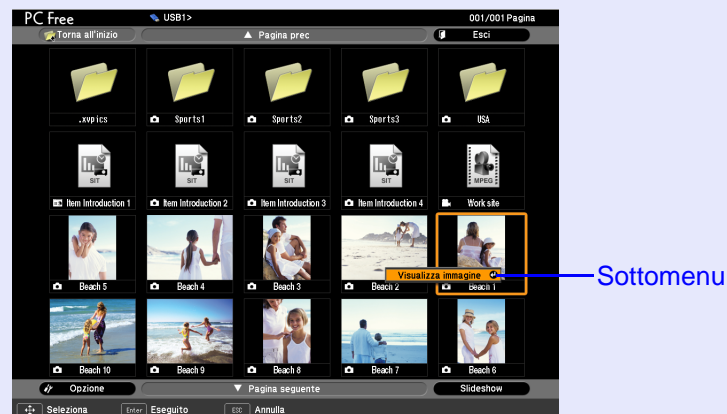 PC Free USB1> 001/001 Pagina
Torna all'inizio ▲ Pagina prec Esci
.xvpics Sports1 Sports2 Sports3 USA
SIT SIT SIT SIT MPEG
Item Introduction 1 Item Introduction 2 Item Introduction 3 Item Introduction 4 Work site
Visualizza immagine
Sottomenu
Beach 5 Beach 4 Beach 3 Beach 2 Beach 1
Beach 10 Beach 9 Beach 8 Beach 7 Beach 6
Opzione ▼ Pagina seguente Slideshow
Seleziona Enter Eseguito ESC Annulla